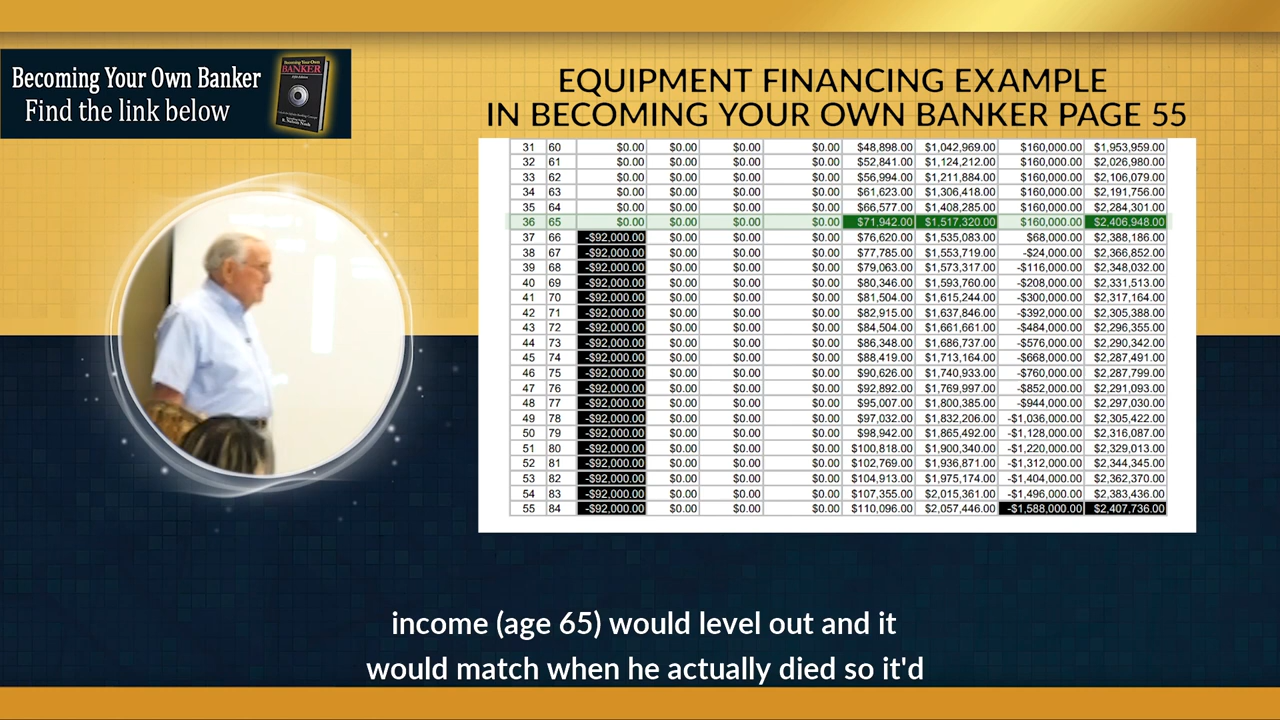 Becoming Your Own Banker
Find the link below
Becoming Your Own
BANKER
EQUIPMENT FINANCING EXAMPLE
IN BECOMING YOUR OWN BANKER PAGE 55
31 60 $0.00 $0.00 $0.00 $0.00 $48,898.00 $1,042,969.00 $160,000.00 $1,953,959.00
32 61 $0.00 $0.00 $0.00 $0.00 $52,841.00 $1,124,212.00 $160,000.00 $2,026,980.00
33 62 $0.00 $0.00 $0.00 $0.00 $56,994.00 $1,211,884.00 $160,000.00 $2,106,079.00
34 63 $0.00 $0.00 $0.00 $0.00 $61,623.00 $1,306,418.00 $160,000.00 $2,191,756.00
35 64 $0.00 $0.00 $0.00 $0.00 $66,577.00 $1,408,285.00 $160,000.00 $2,284,301.00
36 65 $0.00 $0.00 $0.00 $0.00 $71,942.00 $1,517,320.00 $160,000.00 $2,406,948.00
37 66 -$92,000.00 $0.00 $0.00 $0.00 $76,620.00 $1,535,083.00 $68,000.00 $2,388,186.00
38 67 -$92,000.00 $0.00 $0.00 $0.00 $77,785.00 $1,553,719.00 -$24,000.00 $2,366,852.00
39 68 -$92,000.00 $0.00 $0.00 $0.00 $79,063.00 $1,573,317.00 -$116,000.00 $2,348,032.00
40 69 -$92,000.00 $0.00 $0.00 $0.00 $80,346.00 $1,593,760.00 -$208,000.00 $2,331,513.00
41 70 -$92,000.00 $0.00 $0.00 $0.00 $81,504.00 $1,615,244.00 -$300,000.00 $2,317,164.00
42 71 -$92,000.00 $0.00 $0.00 $0.00 $82,915.00 $1,637,846.00 -$392,000.00 $2,305,388.00
43 72 -$92,000.00 $0.00 $0.00 $0.00 $84,504.00 $1,661,661.00 -$484,000.00 $2,296,355.00
44 73 -$92,000.00 $0.00 $0.00 $0.00 $86,348.00 $1,686,737.00 -$576,000.00 $2,290,342.00
45 74 -$92,000.00 $0.00 $0.00 $0.00 $88,419.00 $1,713,164.00 -$668,000.00 $2,287,491.00
46 75 -$92,000.00 $0.00 $0.00 $0.00 $90,626.00 $1,740,933.00 -$760,000.00 $2,287,799.00
47 76 -$92,000.00 $0.00 $0.00 $0.00 $92,892.00 $1,769,997.00 -$852,000.00 $2,291,093.00
48 77 -$92,000.00 $0.00 $0.00 $0.00 $95,007.00 $1,800,385.00 -$944,000.00 $2,297,030.00
49 78 -$92,000.00 $0.00 $0.00 $0.00 $97,032.00 $1,832,206.00 -$1,036,000.00 $2,305,422.00
50 79 -$92,000.00 $0.00 $0.00 $0.00 $98,942.00 $1,865,492.00 -$1,128,000.00 $2,316,087.00
51 80 -$92,000.00 $0.00 $0.00 $0.00 $100,818.00 $1,900,340.00 -$1,220,000.00 $2,329,013.00
52 81 -$92,000.00 $0.00 $0.00 $0.00 $102,769.00 $1,936,871.00 -$1,312,000.00 $2,344,345.00
53 82 -$92,000.00 $0.00 $0.00 $0.00 $104,913.00 $1,975,174.00 -$1,404,000.00 $2,362,370.00
54 83 -$92,000.00 $0.00 $0.00 $0.00 $107,355.00 $2,015,361.00 -$1,496,000.00 $2,383,436.00
55 84 -$92,000.00 $0.00 $0.00 $0.00 $110,096.00 $2,057,446.00 -$1,588,000.00 $2,407,736.00
income (age 65) would level out and it
would match when he actually died so it'd